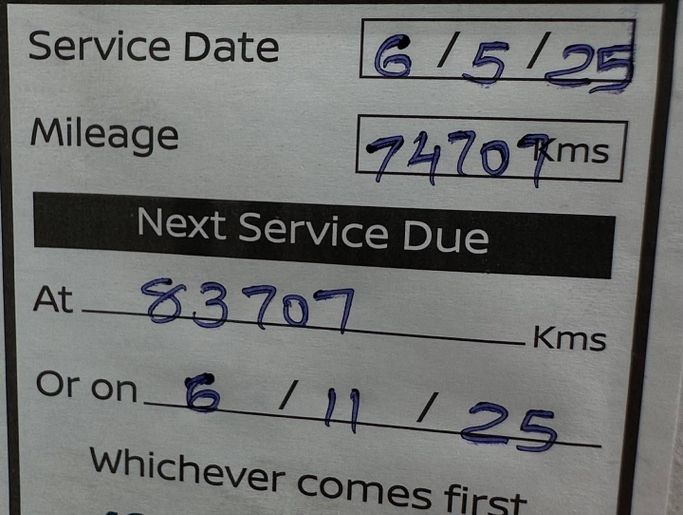 Service Date 6/5/25
Mileage 74707 Kms
Next Service Due
At 83707 Kms
Or on 6/11/25
Whichever comes first